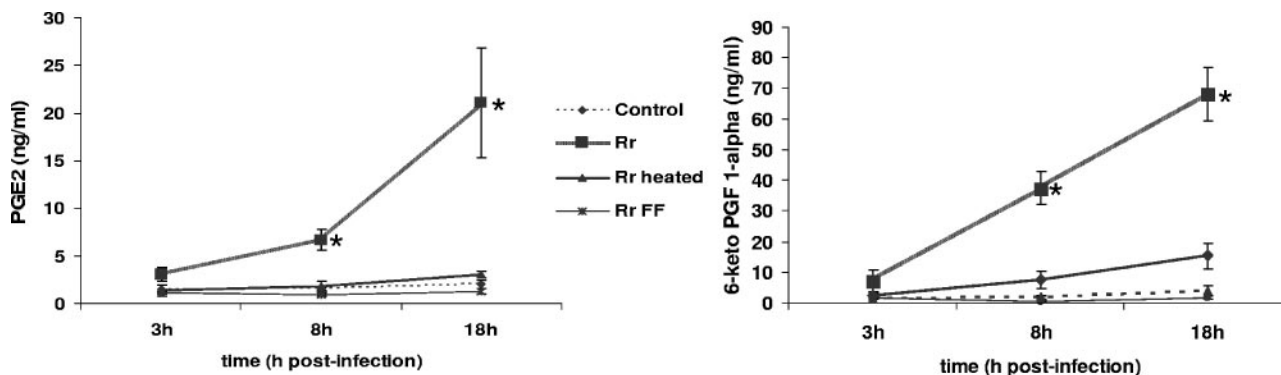 PGE2 (ng/ml)
30
25
20
15
10
5
0
*
*
3h 8h 18h
time (h post-infection)
Control
Rr
Rr heated
Rr FF
6-keto PGF 1-alpha (ng/ml)
90
80
70
60
50
40
30
20
10
0
*
*
3h 8h 18h
time (h post-infection)